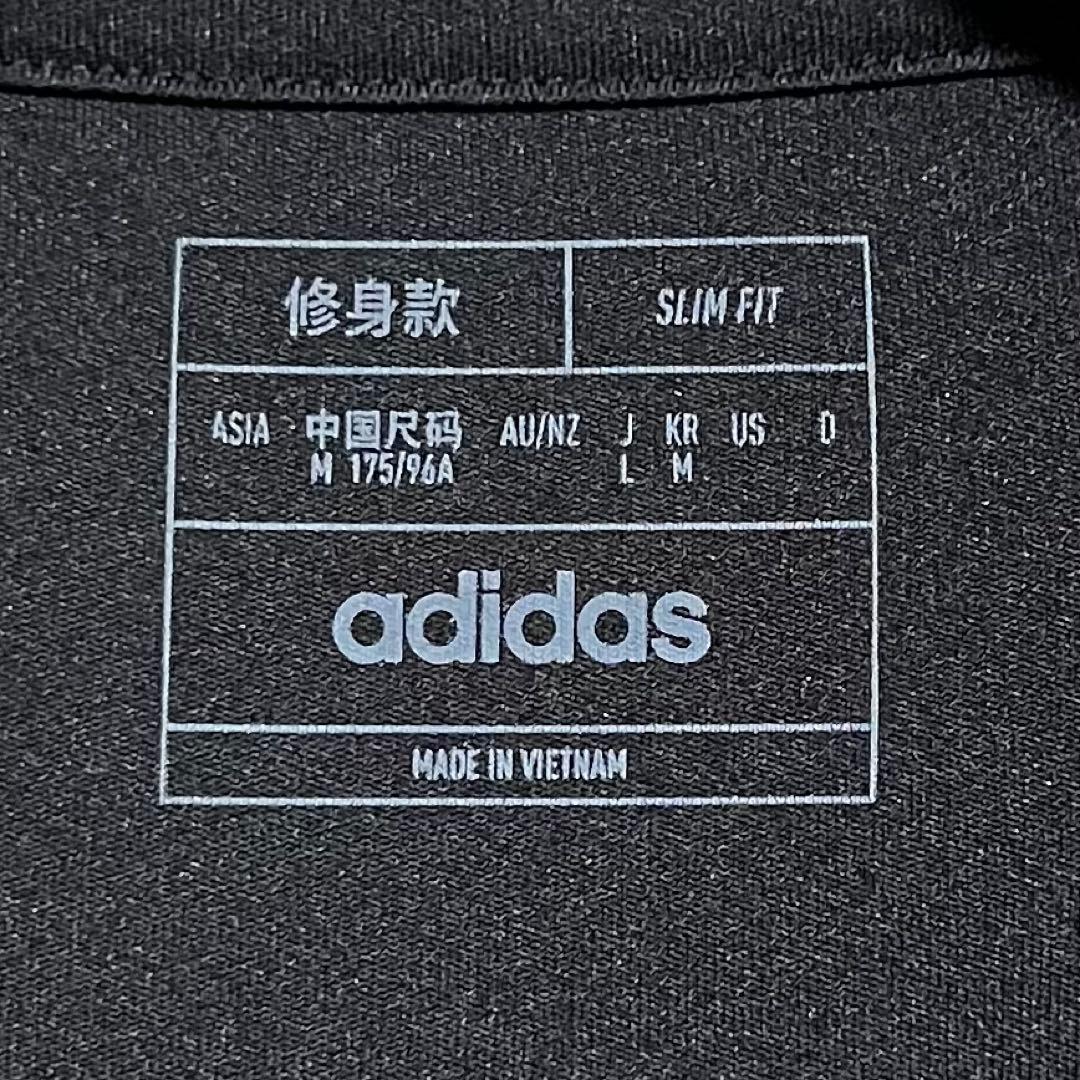 修身款 SLIM FIT
ASIA 中国尺码 AU/NZ J KR US D
M 175/96A L M
adidas
MADE IN VIETNAM